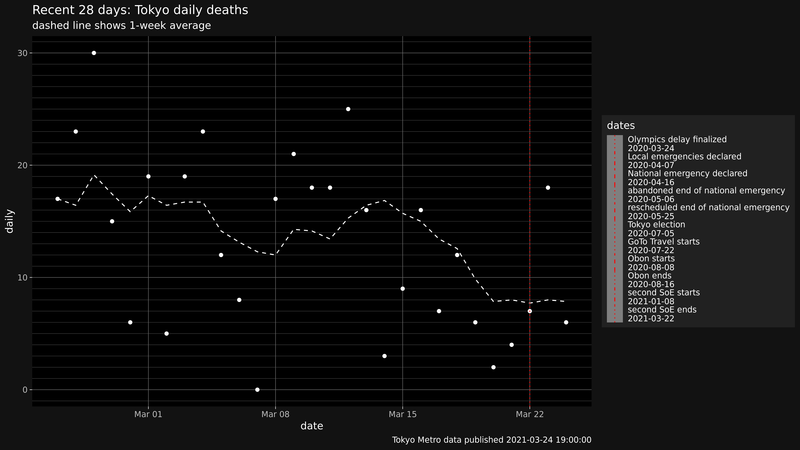 Recent 28 days: Tokyo daily deaths
dashed line shows 1-week average
30
20
10
0
daily
Mar 01
Mar 08
Mar 15
Mar 22
date
Tokyo Metro data published 2021-03-24 19:00:00
dates
Olympics delay finalized
2020-03-24
Local emergencies declared
2020-04-07
National emergency declared
2020-04-16
abandoned end of national emergency
2020-05-06
rescheduled end of national emergency
2020-05-25
Tokyo election
2020-07-05
GoTo Travel starts
2020-07-22
Obon starts
2020-08-08
Obon ends
2020-08-16
second SoE starts
2021-01-08
second SoE ends
2021-03-22